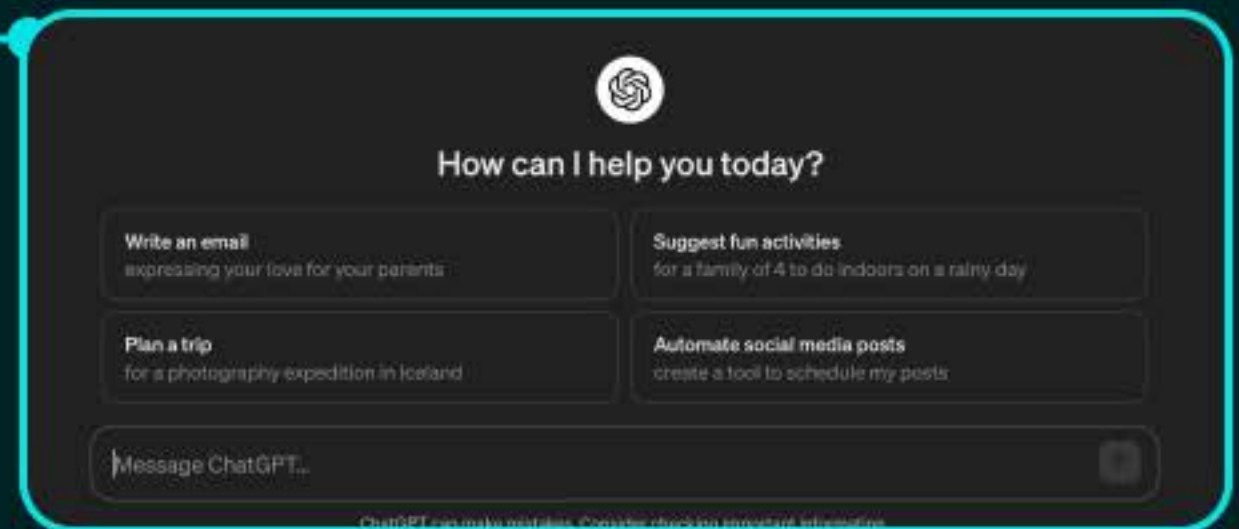 How can I help you today?
Write an email
expressing your love for your parents
Suggest fun activities
for a family of 4 to do indoors on a rainy day
Plan a trip
for a photography expedition in Iceland
Automate social media posts
create a tool to schedule my posts
Message ChatGPT...
ChatGPT can make mistakes. Consider checking important information.